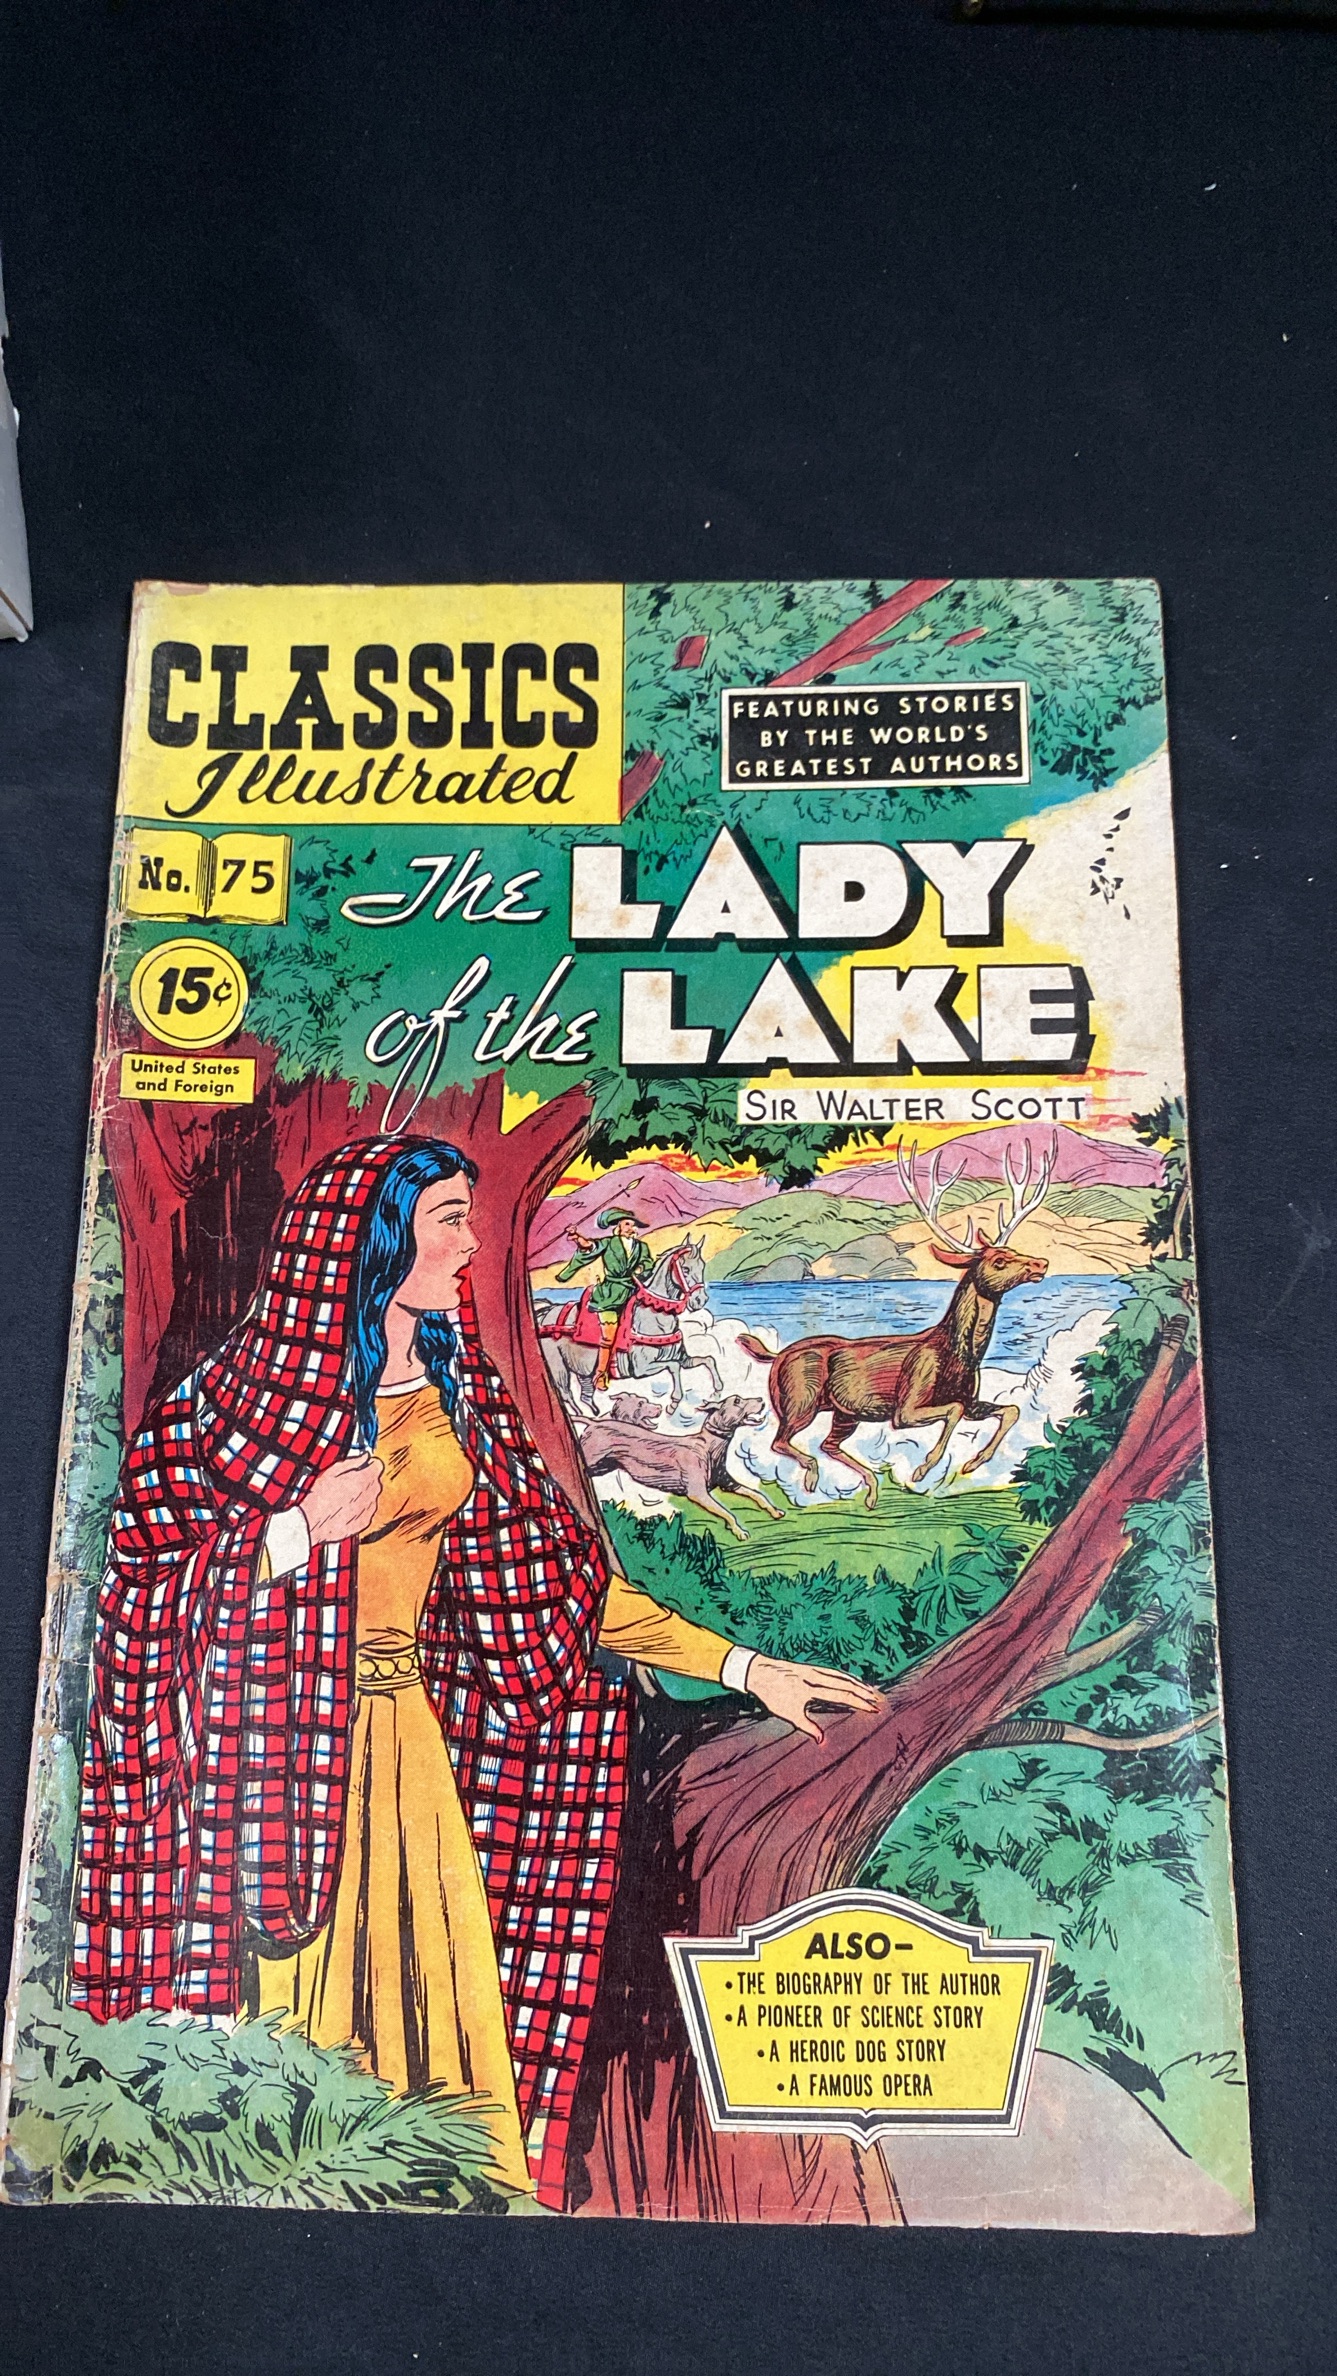 CLASSICS
Illustrated
FEATURING STORIES
BY THE WORLD'S
GREATEST AUTHORS
No. 75
15¢
United States
and Foreign
The LADY
of the LAKE
SIR WALTER SCOTT
ALSO—
• THE BIOGRAPHY OF THE AUTHOR
• A PIONEER OF SCIENCE STORY
• A HEROIC DOG STORY
• A FAMOUS OPERA